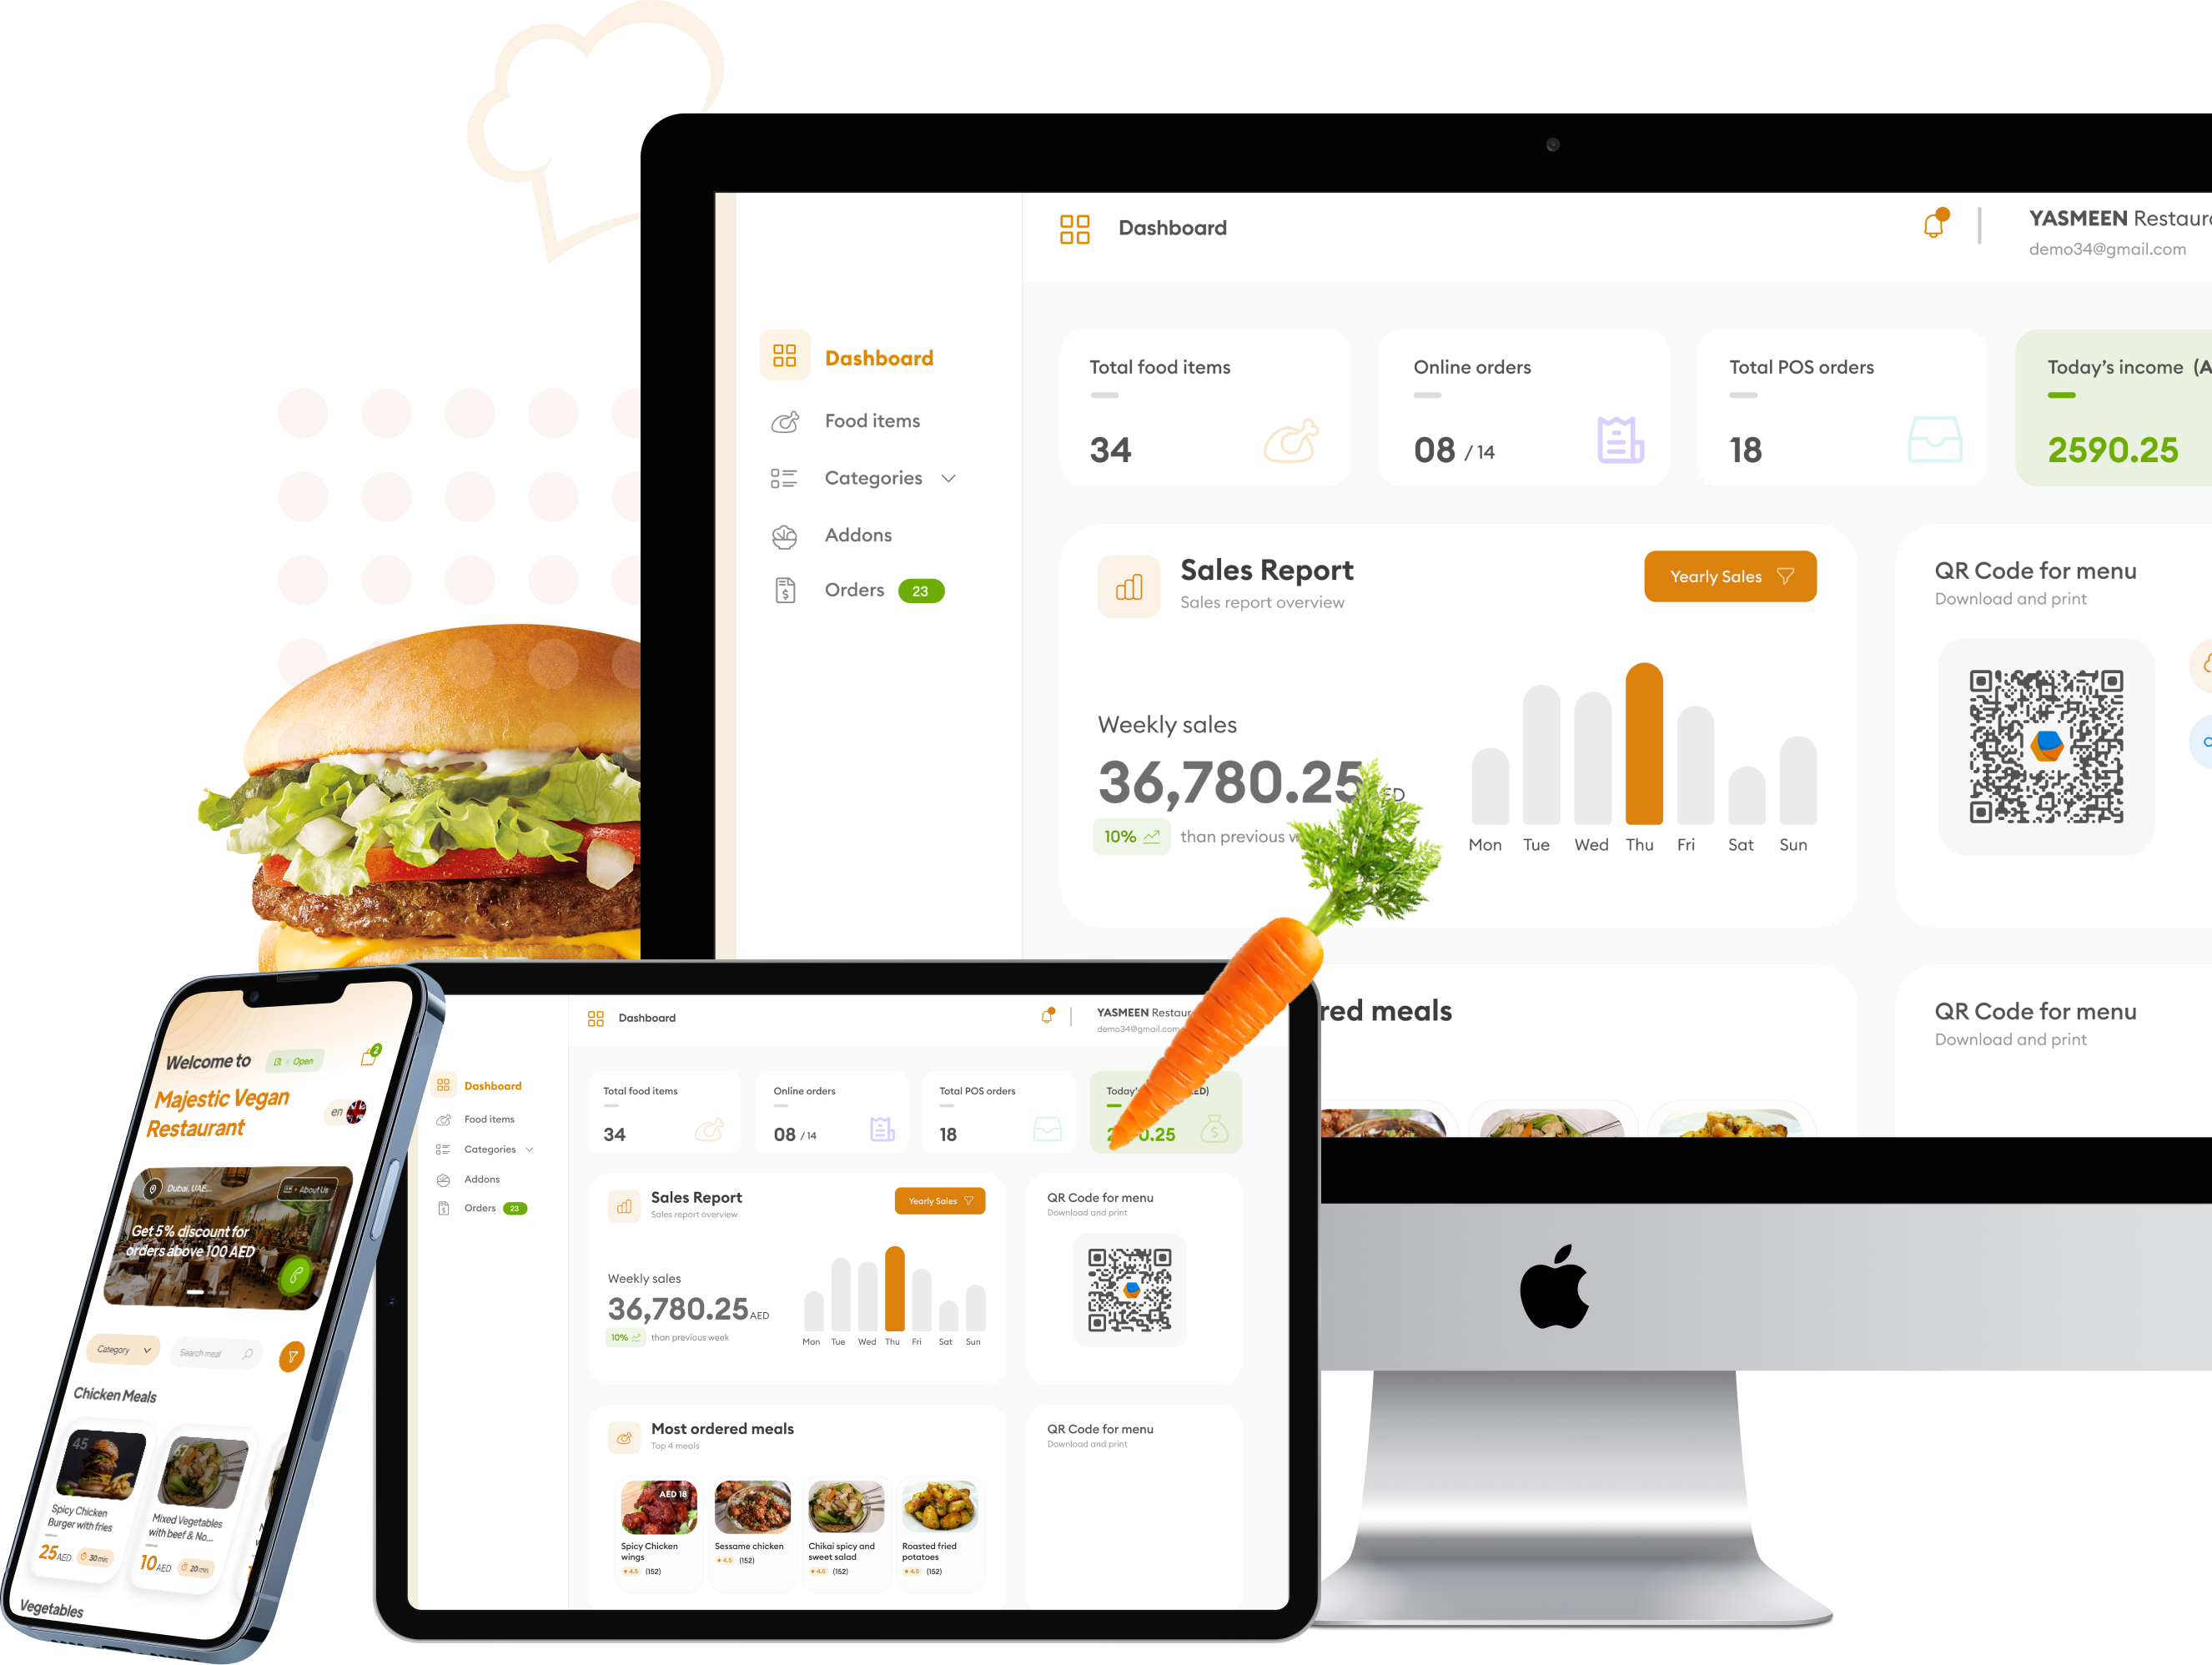 Dashboard
YASMEEN Restaur
demo34@gmail.com
Dashboard
Food items
Categories
Addons
Orders 23
Total food items
34
Online orders
08 / 14
Total POS orders
18
Today's income (A
2590.25
Sales Report
Sales report overview
Yearly Sales
Weekly sales
36,780.25
ED
10% than previous w
Mon Tue Wed Thu Fri Sat Sun
QR Code for menu
Download and print
red meals
QR Code for menu
Download and print
Dashboard
YASMEEN Restaur
demo34@gmail.com
Dashboard
Food items
Categories
Addons
Orders 23
Total food items
34
Online orders
08 / 14
Total POS orders
18
Today' ED)
2 0.25
Sales Report
Sales report overview
Yearly Sales
Weekly sales
36,780.25 AED
10% than previous week
Mon Tue Wed Thu Fri Sat Sun
QR Code for menu
Download and print
Most ordered meals
Top 4 meals
AED 18
Spicy Chicken
wings
4.5 (152)
Sessame chicken
4.5 (152)
Chikai spicy and
sweet salad
4.5 (152)
Roasted fried
potatoes
4.5 (152)
QR Code for menu
Download and print
Welcome to
Open
2
Majestic Vegan
Restaurant
en
Dubai, UAE...
About Us
Get 5% discount for
orders above 100 AED
Category
Search meal
Chicken Meals
45
Spicy Chicken
Burger with fries
25 AED 30 min
67
Mixed Vegetables
with beef & No...
10 AED 20 min
Vegetables